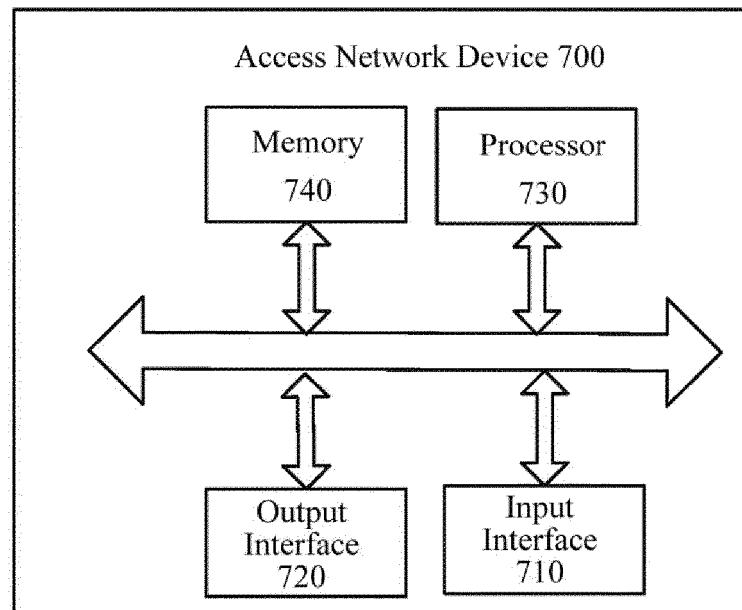 Access Network Device 700
Memory
740
Processor
730
Output
Interface
720
Input
Interface
710